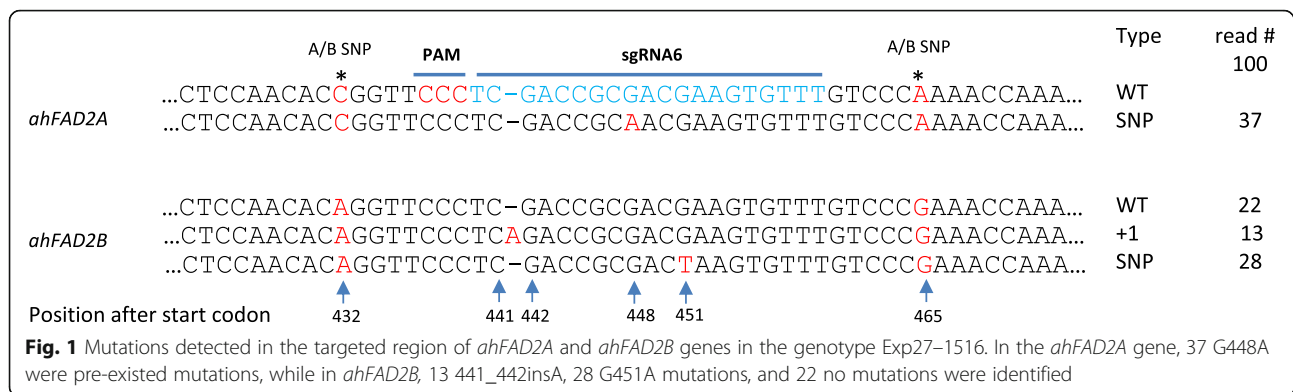 A/B SNP PAM sgRNA6 A/B SNP Type read #
* * 100
ahFAD2A
...CTCCAACACCGGTTCCCTC–GACCGCGACGAAGTGTTTGTCCCAAAACCAAA... WT
...CTCCAACACCGGTTCCCTC–GACCGCAACGAAGTGTTTGTCCCAAAACCAAA... SNP 37
ahFAD2B
...CTCCAACACAGGTTCCCTC–GACCGCGACGAAGTGTTTGTCCCGAAACCAAA... WT 22
...CTCCAACACAGGTTCCCTCAGACCGCGACGAAGTGTTTGTCCCGAAACCAAA... +1 13
...CTCCAACACAGGTTCCCTC–GACCGCGACTAAGTGTTTGTCCCGAAACCAAA... SNP 28
Position after start codon 432 441 442 448 451 465
Fig. 1 Mutations detected in the targeted region of ahFAD2A and ahFAD2B genes in the genotype Exp27–1516. In the ahFAD2A gene, 37 G448A
were pre-existed mutations, while in ahFAD2B, 13 441_442insA, 28 G451A mutations, and 22 no mutations were identified